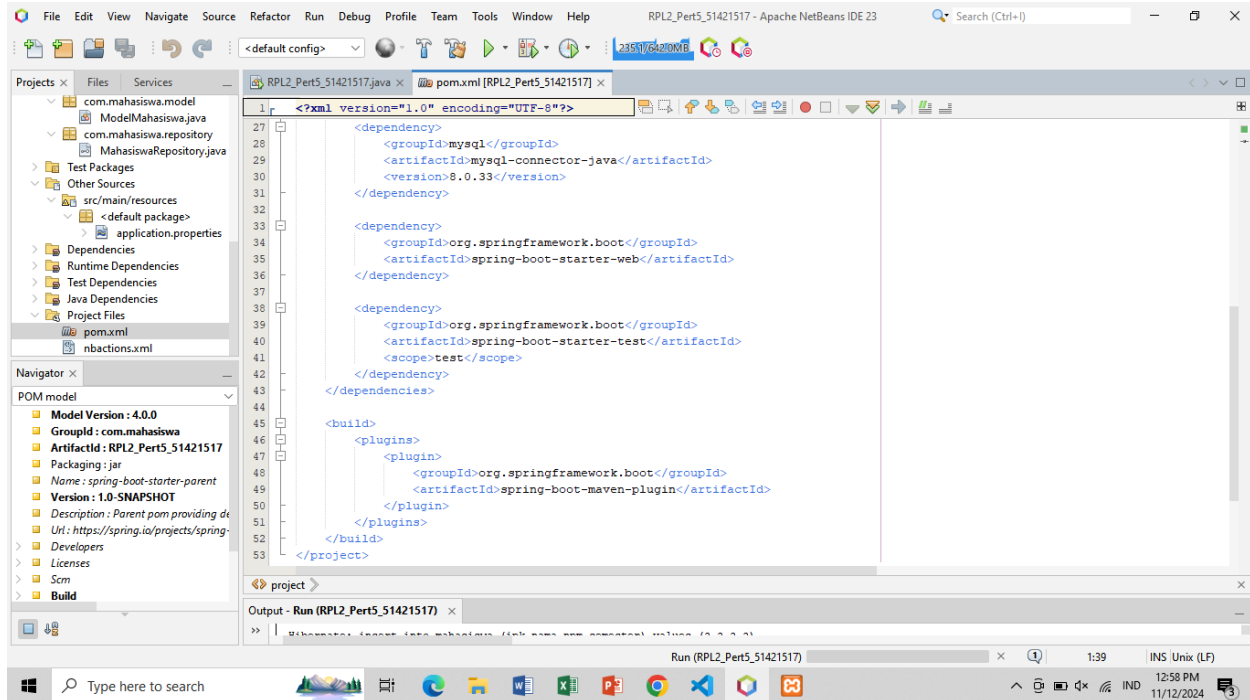 File Edit View Navigate Source Refactor Run Debug Profile Team Tools Window Help RPL2_Pert5_51421517 - Apache NetBeans IDE 23 Search (Ctrl+I)
<default config> 235.1/642.0MB
Projects Files Services
com.mahasiswa.model
ModelMahasiswa.java
com.mahasiswa.repository
MahasiswaRepository.java
Test Packages
Other Sources
src/main/resources
<default package>
application.properties
Dependencies
Runtime Dependencies
Test Dependencies
Java Dependencies
Project Files
pom.xml
nbactions.xml
Navigator
POM model
Model Version : 4.0.0
GroupId : com.mahasiswa
ArtifactId : RPL2_Pert5_51421517
Packaging : jar
Name : spring-boot-starter-parent
Version : 1.0-SNAPSHOT
Description : Parent pom providing de
Url : https://spring.io/projects/spring-
Developers
Licenses
Scm
Build
RPL2_Pert5_51421517.java pom.xml [RPL2_Pert5_51421517]
1 <?xml version="1.0" encoding="UTF-8"?>
27 <dependency>
28 <groupId>mysql</groupId>
29 <artifactId>mysql-connector-java</artifactId>
30 <version>8.0.33</version>
31 </dependency>
32
33 <dependency>
34 <groupId>org.springframework.boot</groupId>
35 <artifactId>spring-boot-starter-web</artifactId>
36 </dependency>
37
38 <dependency>
39 <groupId>org.springframework.boot</groupId>
40 <artifactId>spring-boot-starter-test</artifactId>
41 <scope>test</scope>
42 </dependency>
43 </dependencies>
44
45 <build>
46 <plugins>
47 <plugin>
48 <groupId>org.springframework.boot</groupId>
49 <artifactId>spring-boot-maven-plugin</artifactId>
50 </plugin>
51 </plugins>
52 </build>
53 </project>
project
Output - Run (RPL2_Pert5_51421517)
Hibernate: insert into mahasiswa (ipk,nama,npm,semester) values (?,?,?,?)
Run (RPL2_Pert5_51421517) 1 1:39 INS Unix (LF)
Type here to search IND 12:58 PM
11/12/2024 3